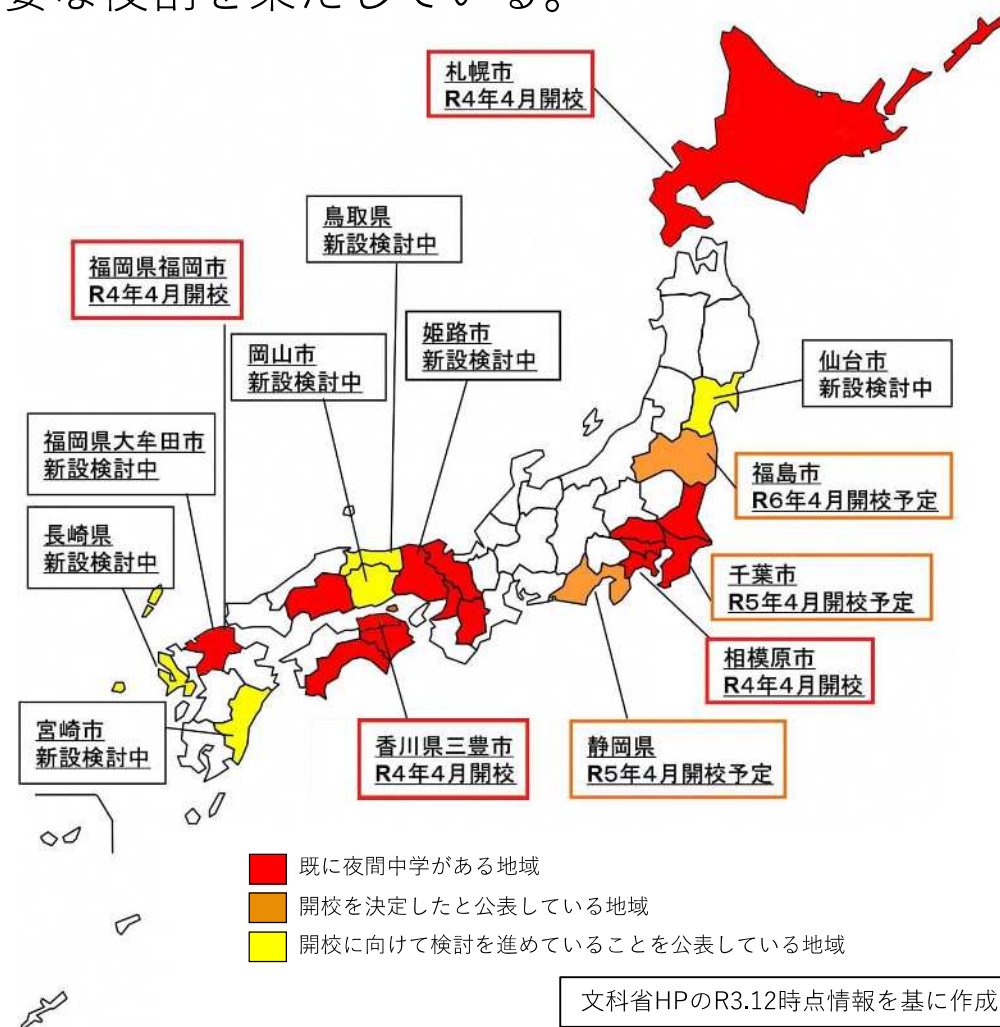 要な役割を果たしている。
札幌市
R4年4月開校
鳥取県
新設検討中
福岡県福岡市
R4年4月開校
岡山市
新設検討中
姫路市
新設検討中
仙台市
新設検討中
福岡県大牟田市
新設検討中
福島市
R6年4月開校予定
長崎県
新設検討中
千葉市
R5年4月開校予定
相模原市
R4年4月開校
宮崎市
新設検討中
香川県三豊市
R4年4月開校
静岡県
R5年4月開校予定
既に夜間中学がある地域
開校を決定したと公表している地域
開校に向けて検討を進めていることを公表している地域
文科省HPのR3.12時点情報を基に作成